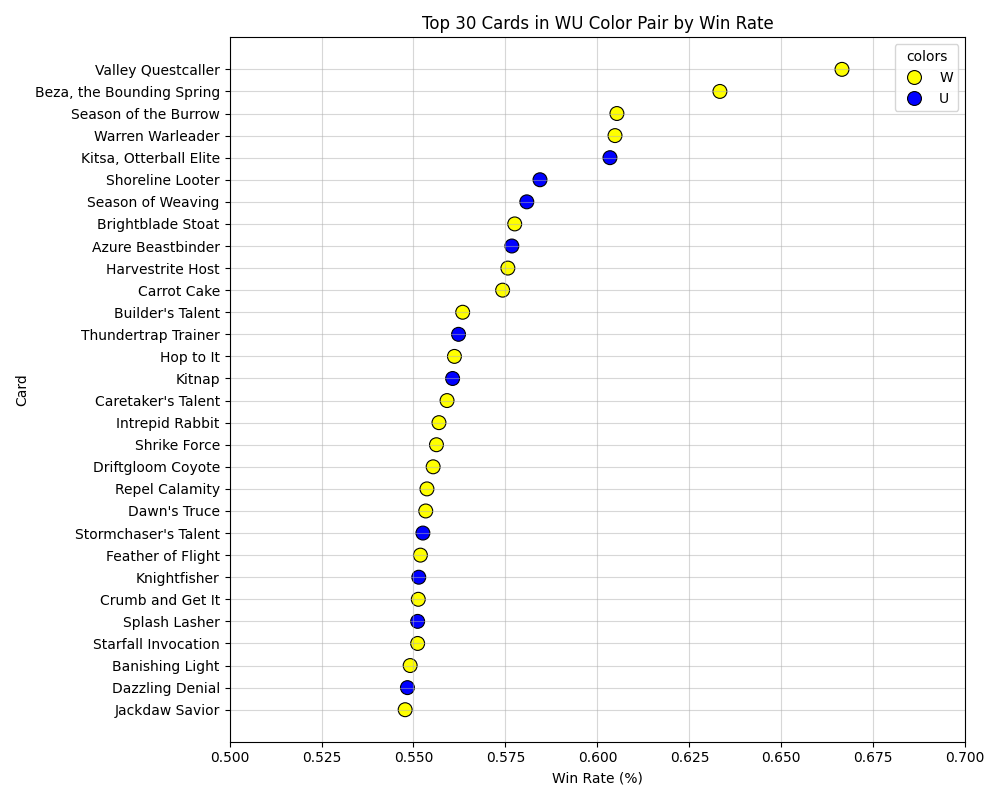 Top 30 Cards in WU Color Pair by Win Rate
colors
W
U
Card
Valley Questcaller
Beza, the Bounding Spring
Season of the Burrow
Warren Warleader
Kitsa, Otterball Elite
Shoreline Looter
Season of Weaving
Brightblade Stoat
Azure Beastbinder
Harvestrite Host
Carrot Cake
Builder's Talent
Thundertrap Trainer
Hop to It
Kitnap
Caretaker's Talent
Intrepid Rabbit
Shrike Force
Driftgloom Coyote
Repel Calamity
Dawn's Truce
Stormchaser's Talent
Feather of Flight
Knightfisher
Crumb and Get It
Splash Lasher
Starfall Invocation
Banishing Light
Dazzling Denial
Jackdaw Savior
0.500 0.525 0.550 0.575 0.600 0.625 0.650 0.675 0.700
Win Rate (%)